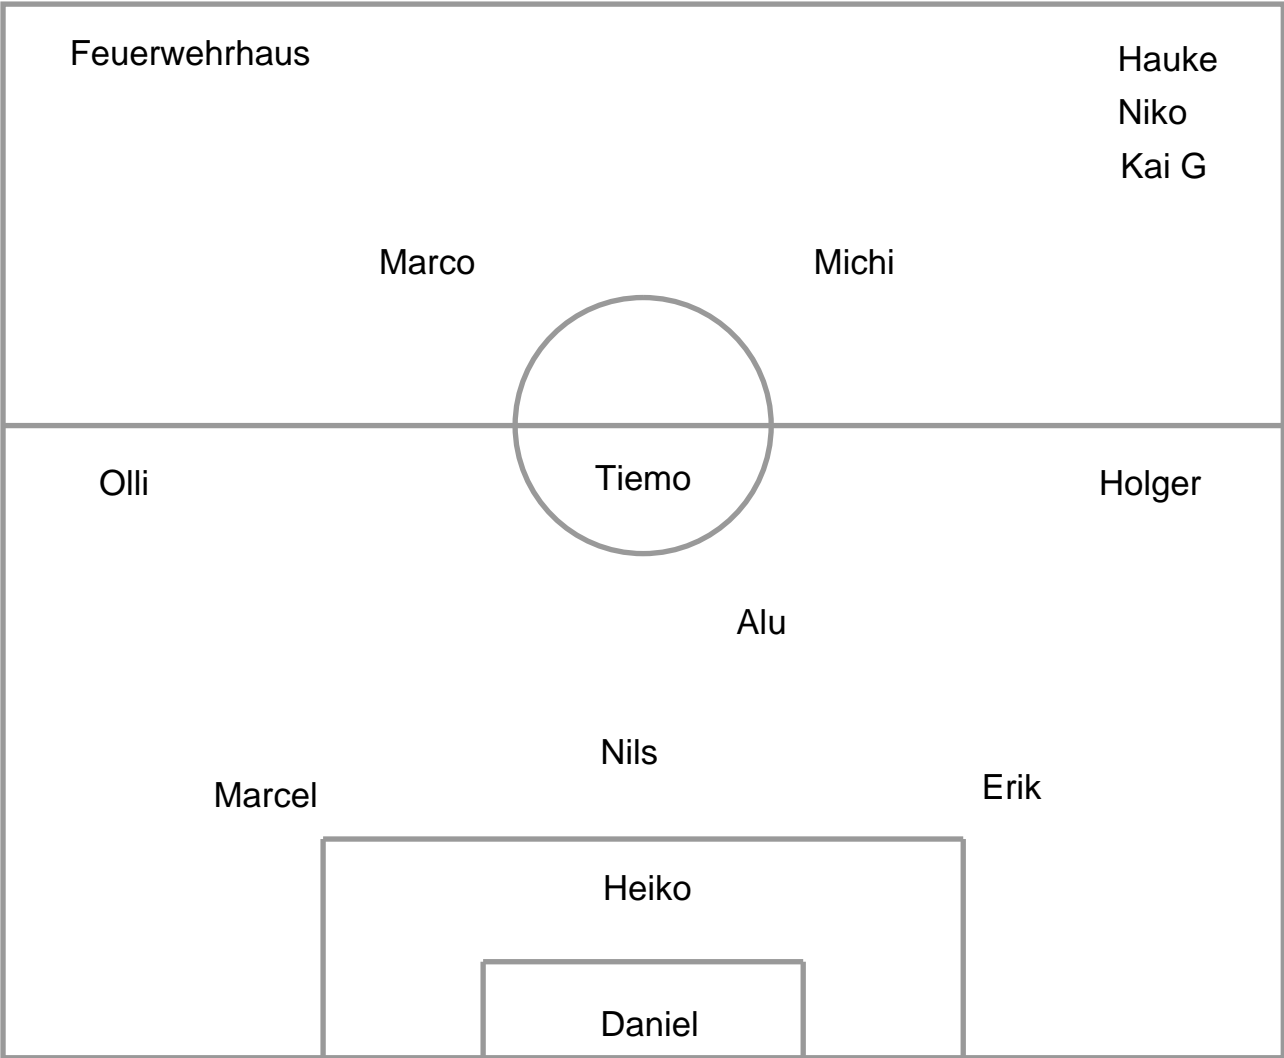 Feuerwehrhaus
Hauke
Niko
Kai G
Marco
Michi
Olli
Tiemo
Holger
Alu
Nils
Marcel
Erik
Heiko
Daniel